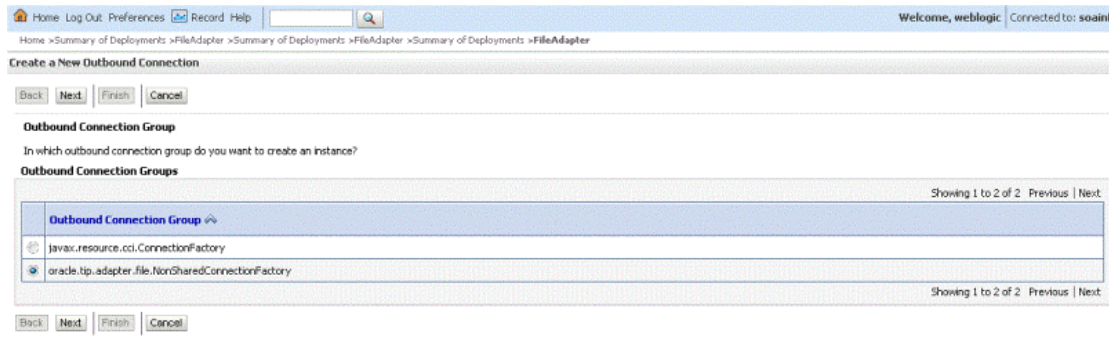 Home Log Out Preferences Record Help Welcome, weblogic Connected to:
Home >Summary of Deployments >FileAdapter >Summary of Deployments >FileAdapter >Summary of Deployments >FileAdapter
Create a New Outbound Connection
Back Next Finish Cancel
Outbound Connection Group
In which outbound connection group do you want to create an instance?
Outbound Connection Groups
Showing 1 to 2 of 2 Previous | Next
Outbound Connection Group
javax.resource.cci.ConnectionFactory
oracle.tip.adapter.file.NonSharedConnectionFactory
Showing 1 to 2 of 2 Previous | Next
Back Next Finish Cancel